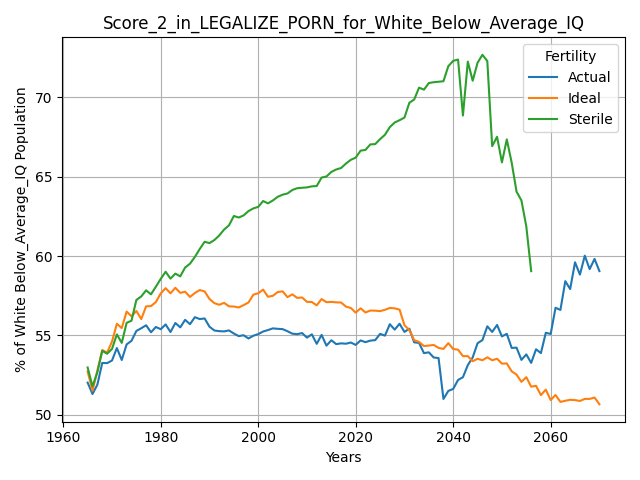 Score_2_in_LEGALIZE_PORN_for_White_Below_Average_IQ
% of White Below_Average_IQ Population
70
65
60
55
50
Fertility
Actual
Ideal
Sterile
1960
1980
2000
2020
2040
2060
Years